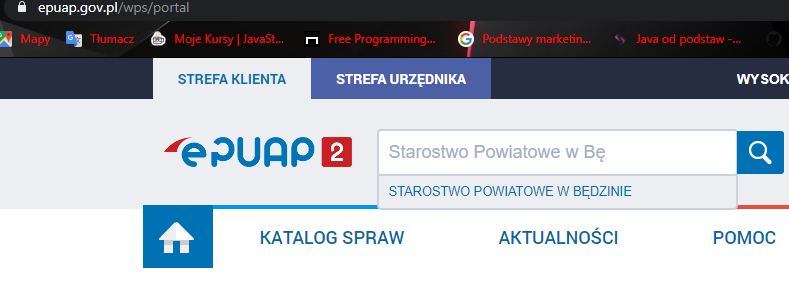 epuap.gov.pl/wps/portal
Mapy Tłumacz Moje Kursy | JavaSt... Free Programming... Podstawy marketin... Java od podstaw -...
STREFA KLIENTA STREFA URZĘDNIKA WYSOK
epUAP 2 Starostwo Powiatowe w Bę
STAROSTWO POWIATOWE W BĘDZINIE
KATALOG SPRAW AKTUALNOŚCI POMOC